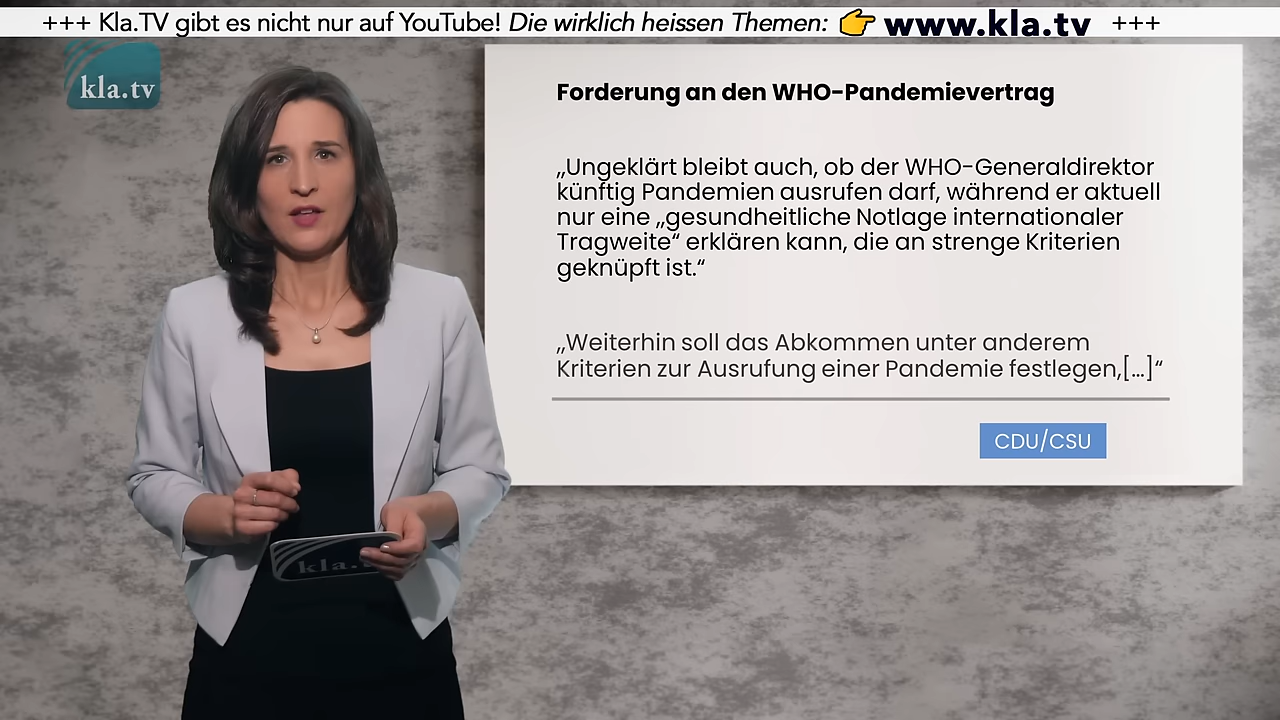 +++ Kla.TV gibt es nicht nur auf YouTube! Die wirklich heissen Themen: 👉 www.kla.tv +++
kla.tv
Forderung an den WHO-Pandemievertrag
„Ungeklärt bleibt auch, ob der WHO-Generaldirektor
künftig Pandemien ausrufen darf, während er aktuell
nur eine „gesundheitliche Notlage internationaler
Tragweite“ erklären kann, die an strenge Kriterien
geknüpft ist.“
„Weiterhin soll das Abkommen unter anderem
Kriterien zur Ausrufung einer Pandemie festlegen,[...]“
CDU/CSU
kla.